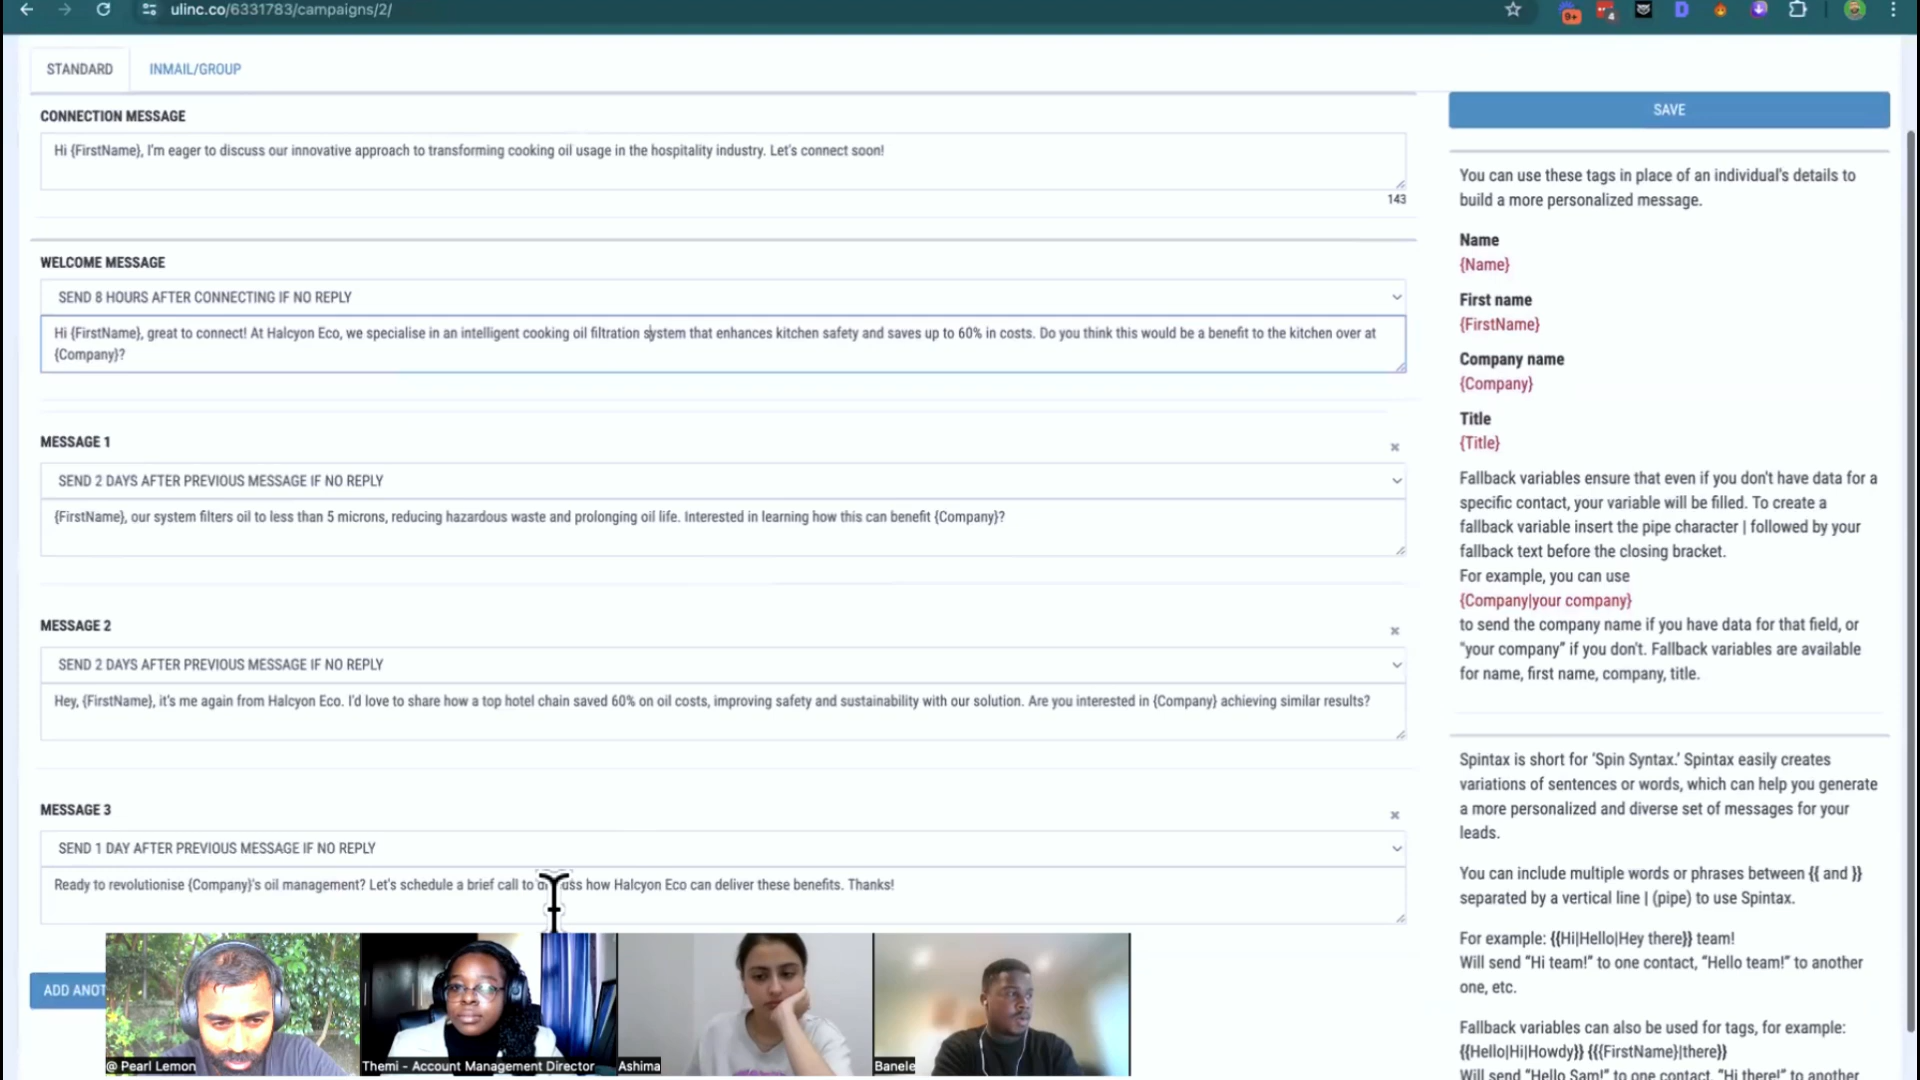 ulinc.co/6331783/campaigns/2/
9+
4
D
STANDARD
INMAIL/GROUP
CONNECTION MESSAGE
Hi {FirstName}, I'm eager to discuss our innovative approach to transforming cooking oil usage in the hospitality industry. Let's connect soon!
143
WELCOME MESSAGE
SEND 8 HOURS AFTER CONNECTING IF NO REPLY
Hi {FirstName}, great to connect! At Halcyon Eco, we specialise in an intelligent cooking oil filtration system that enhances kitchen safety and saves up to 60% in costs. Do you think this would be a benefit to the kitchen over at
{Company}?
MESSAGE 1
SEND 2 DAYS AFTER PREVIOUS MESSAGE IF NO REPLY
{FirstName}, our system filters oil to less than 5 microns, reducing hazardous waste and prolonging oil life. Interested in learning how this can benefit {Company}?
MESSAGE 2
SEND 2 DAYS AFTER PREVIOUS MESSAGE IF NO REPLY
Hey, {FirstName}, it's me again from Halcyon Eco. I'd love to share how a top hotel chain saved 60% on oil costs, improving safety and sustainability with our solution. Are you interested in {Company} achieving similar results?
MESSAGE 3
SEND 1 DAY AFTER PREVIOUS MESSAGE IF NO REPLY
Ready to revolutionise {Company}'s oil management? Let's schedule a brief call to how Halcyon Eco can deliver these benefits. Thanks!
ADD ANOT
@ Pearl Lemon
Themi - Account Management Director
Ashima
Banele
SAVE
You can use these tags in place of an individual's details to
build a more personalized message.
Name
{Name}
First name
{FirstName}
Company name
{Company}
Title
{Title}
Fallback variables ensure that even if you don't have data for a
specific contact, your variable will be filled. To create a
fallback variable insert the pipe character | followed by your
fallback text before the closing bracket.
For example, you can use
{Company|your company}
to send the company name if you have data for that field, or
"your company" if you don't. Fallback variables are available
for name, first name, company, title.
Spintax is short for 'Spin Syntax.' Spintax easily creates
variations of sentences or words, which can help you generate
a more personalized and diverse set of messages for your
leads.
You can include multiple words or phrases between {{ and }}
separated by a vertical line | (pipe) to use Spintax.
For example: {{Hi|Hello|Hey there}} team!
Will send "Hi team!" to one contact, "Hello team!" to another
one, etc.
Fallback variables can also be used for tags, for example:
{{Hello|Hi|Howdy}} {{{FirstName}|there}}
Will send "Hello Sam!" to one contact, "Hi there!" to another